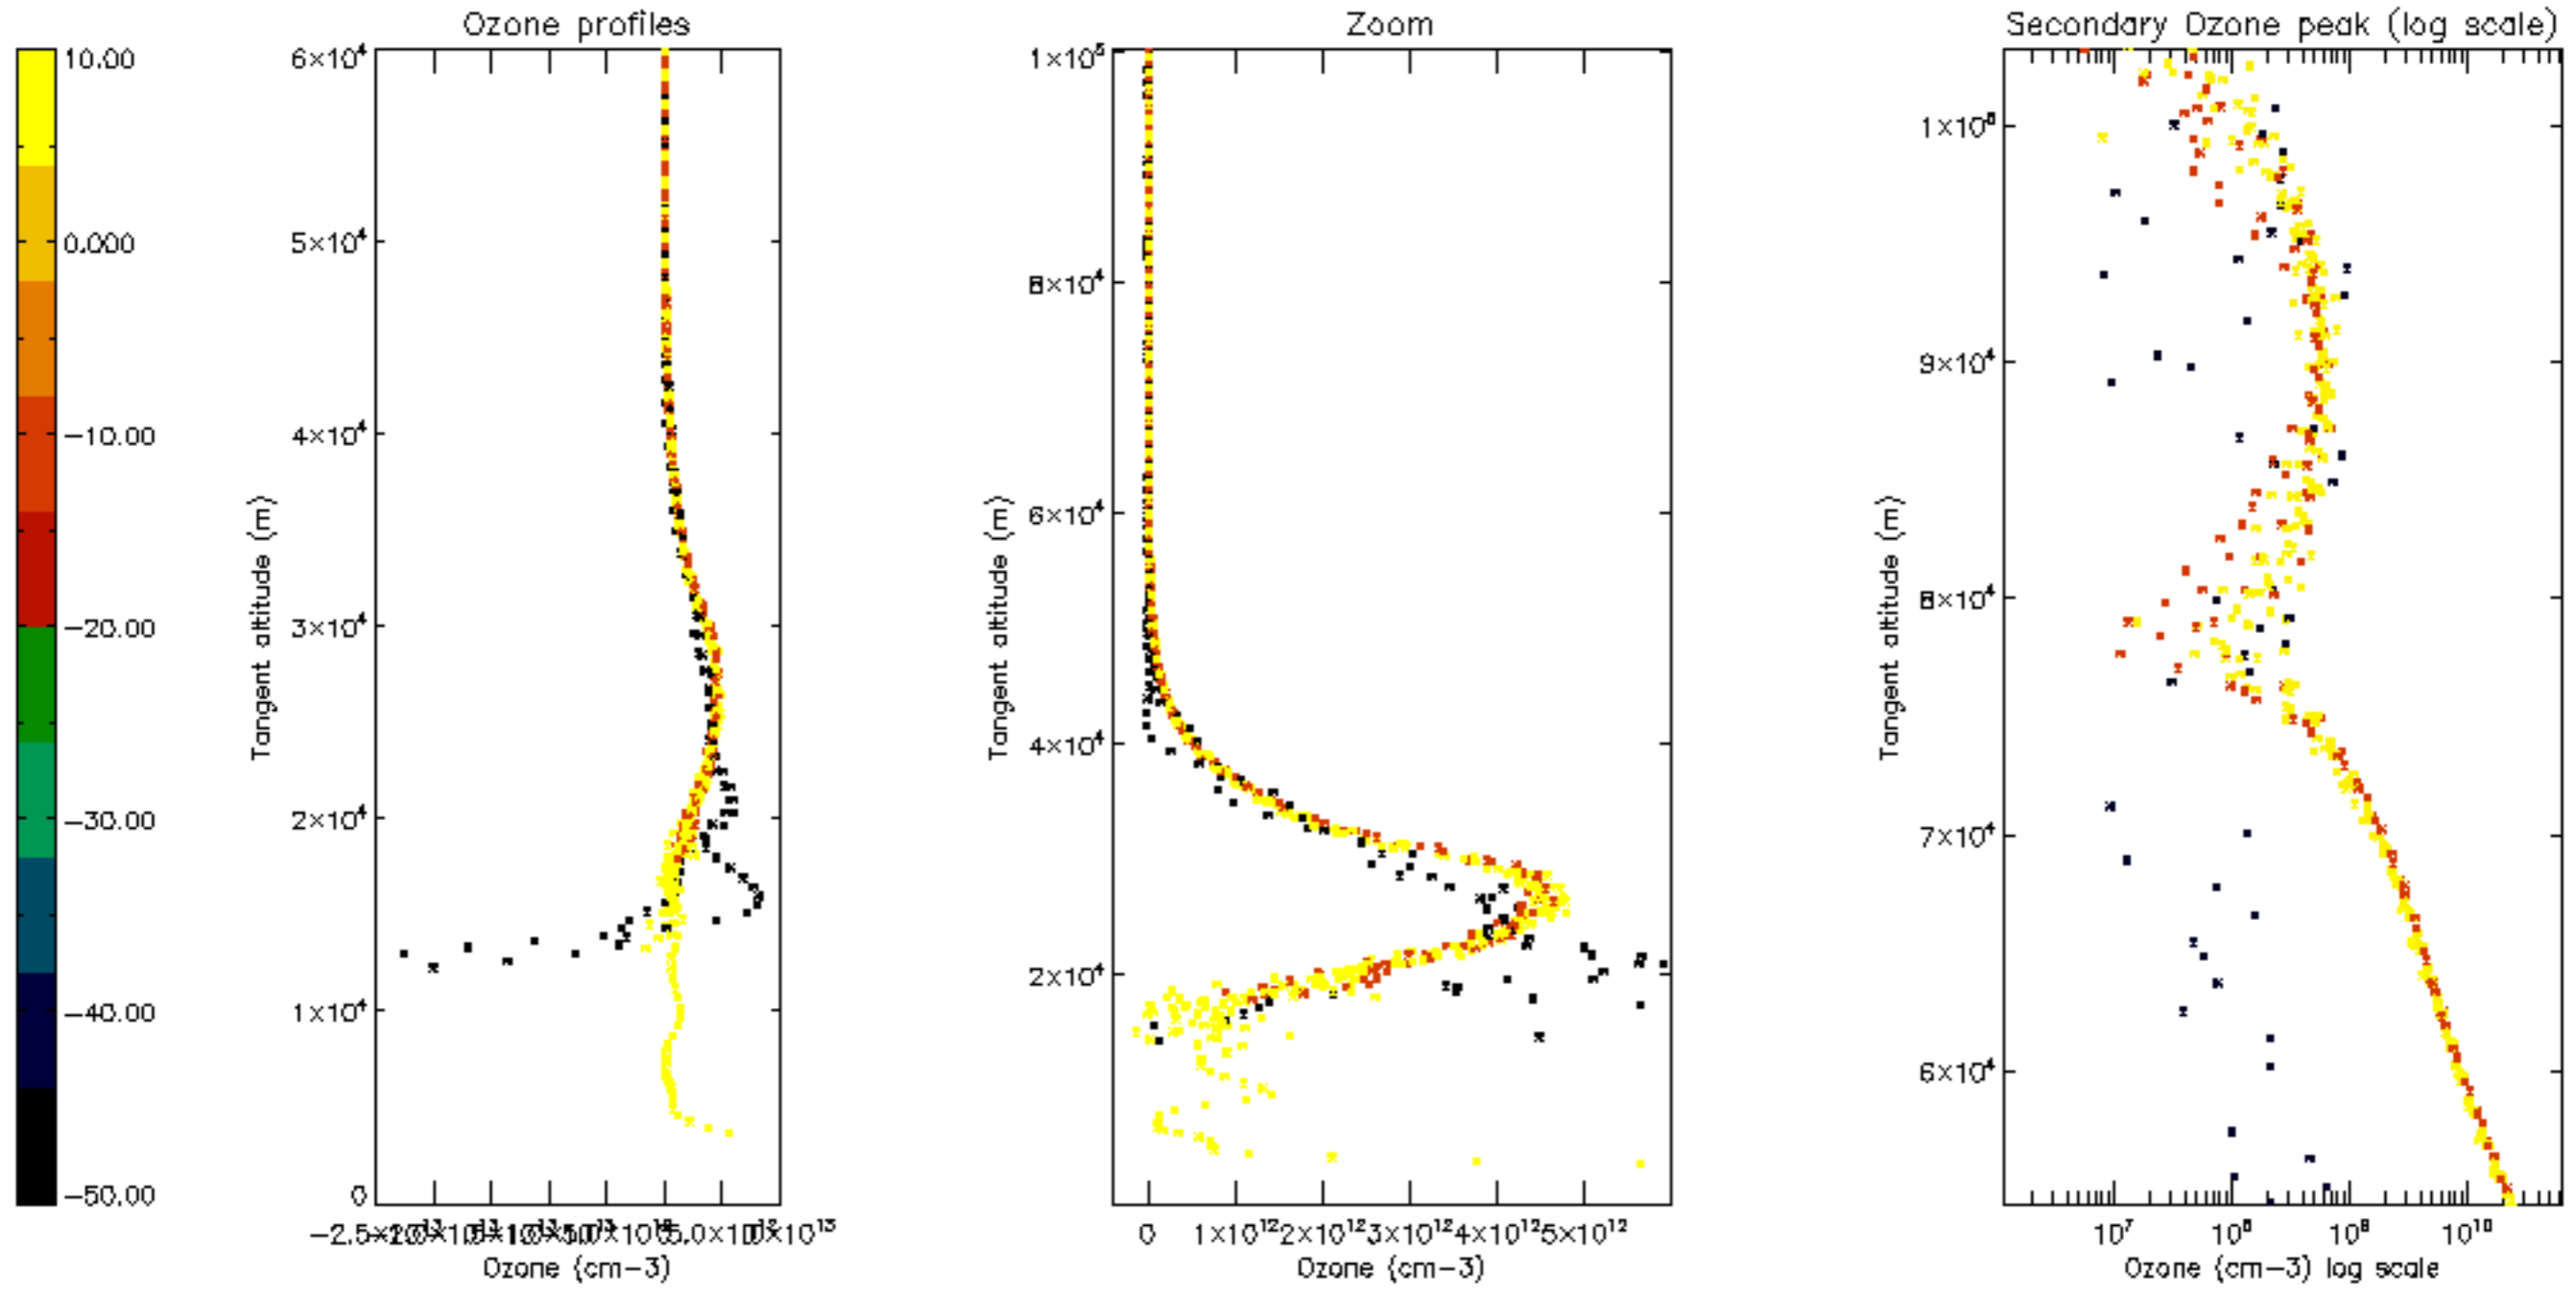 Ozone profiles
Zoom
Secondary Ozone peak (log scale)
10.00
0.000
−10.00
−20.00
−30.00
−40.00
−50.00
Tangent altitude (m)
6×10⁴
5×10⁴
4×10⁴
3×10⁴
2×10⁴
1×10⁴
0
Ozone (cm−3)
Tangent altitude (m)
1×10⁵
8×10⁴
6×10⁴
4×10⁴
2×10⁴
0 1×10¹² 2×10¹² 3×10¹² 4×10¹² 5×10¹²
Ozone (cm−3)
Tangent altitude (m)
1×10⁵
9×10⁴
8×10⁴
7×10⁴
6×10⁴
10⁷ 10⁸ 10⁹ 10¹⁰
Ozone (cm−3) log scale